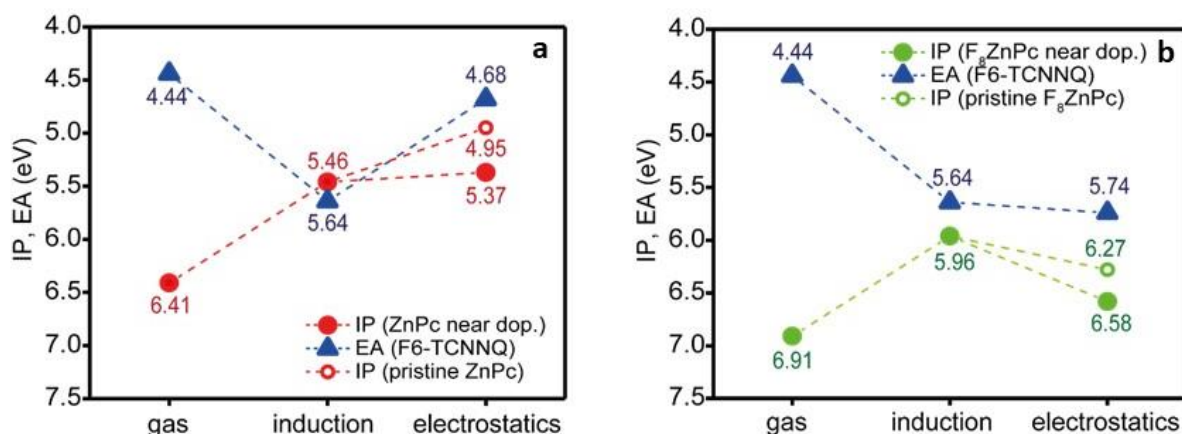 a
IP, EA (eV)
4.0
4.5
5.0
5.5
6.0
6.5
7.0
7.5
4.44
6.41
5.46
5.64
4.68
4.95
5.37
IP (ZnPc near dop.)
EA (F6-TCNNQ)
IP (pristine ZnPc)
gas induction electrostatics
b
IP, EA (eV)
4.0
4.5
5.0
5.5
6.0
6.5
7.0
7.5
IP (F₈ZnPc near dop.)
EA (F6-TCNNQ)
IP (pristine F₈ZnPc)
4.44
6.91
5.64
5.96
5.74
6.27
6.58
gas induction electrostatics